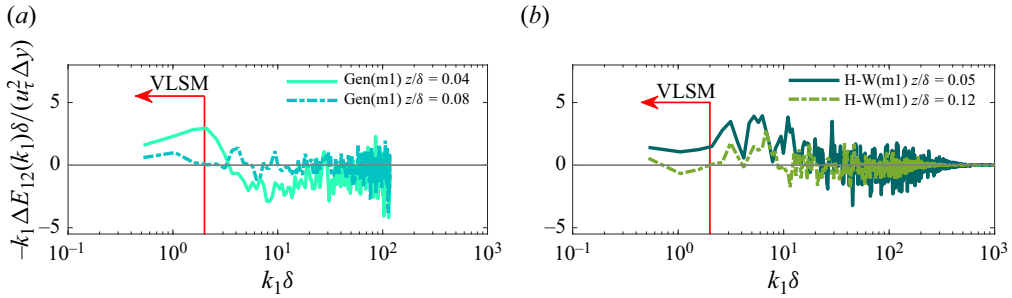 (a)
(b)
−k₁ΔE₁₂(k₁)δ/(u_τ²Δy)
VLSM
Gen(m1) z/δ = 0.04
Gen(m1) z/δ = 0.08
5
0
−5
10⁻¹ 10⁰ 10¹ 10² 10³
k₁δ
VLSM
H-W(m1) z/δ = 0.05
H-W(m1) z/δ = 0.12
5
0
−5
10⁻¹ 10⁰ 10¹ 10² 10³
k₁δ